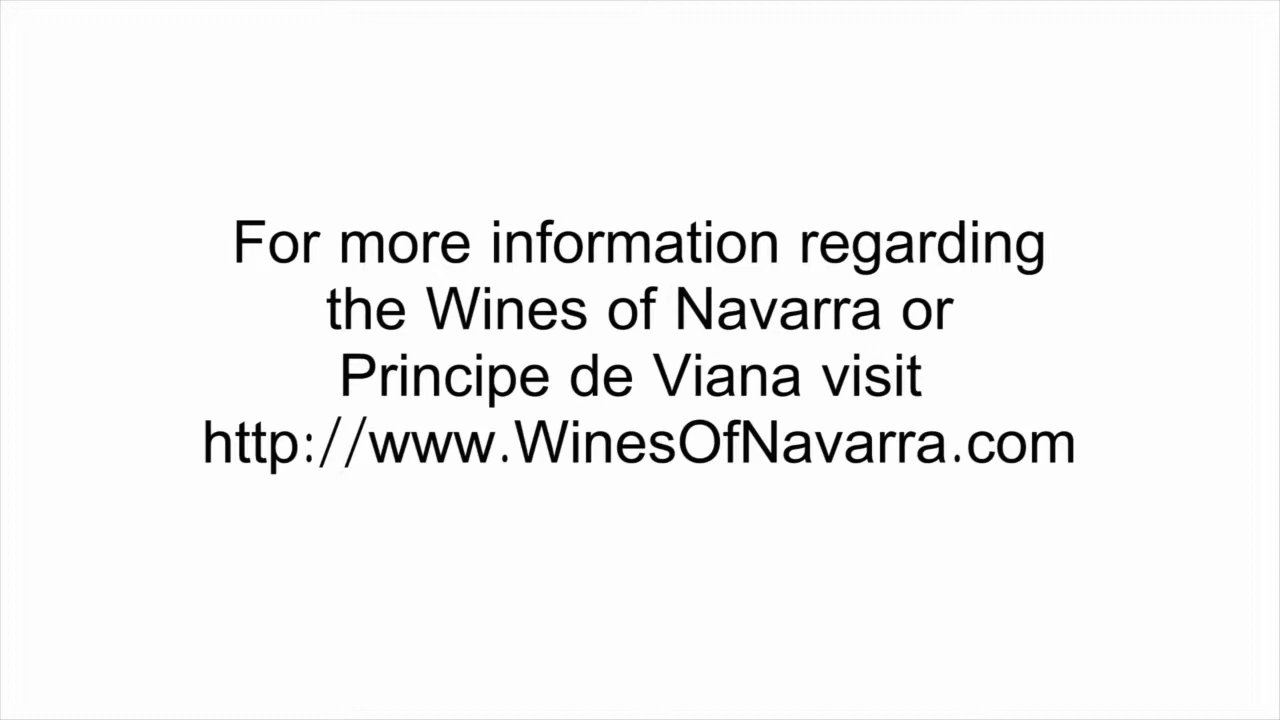 For more information regarding
the Wines of Navarra or
Principe de Viana visit
http://www.WinesOfNavarra.com